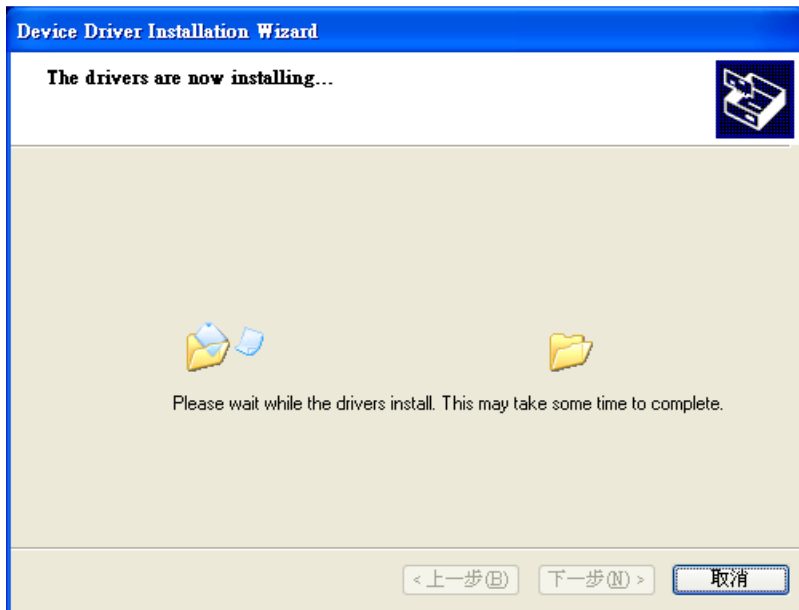 Device Driver Installation Wizard
The drivers are now installing...
Please wait while the drivers install. This may take some time to complete.
<上一步(B)
下一步(N)>
取消